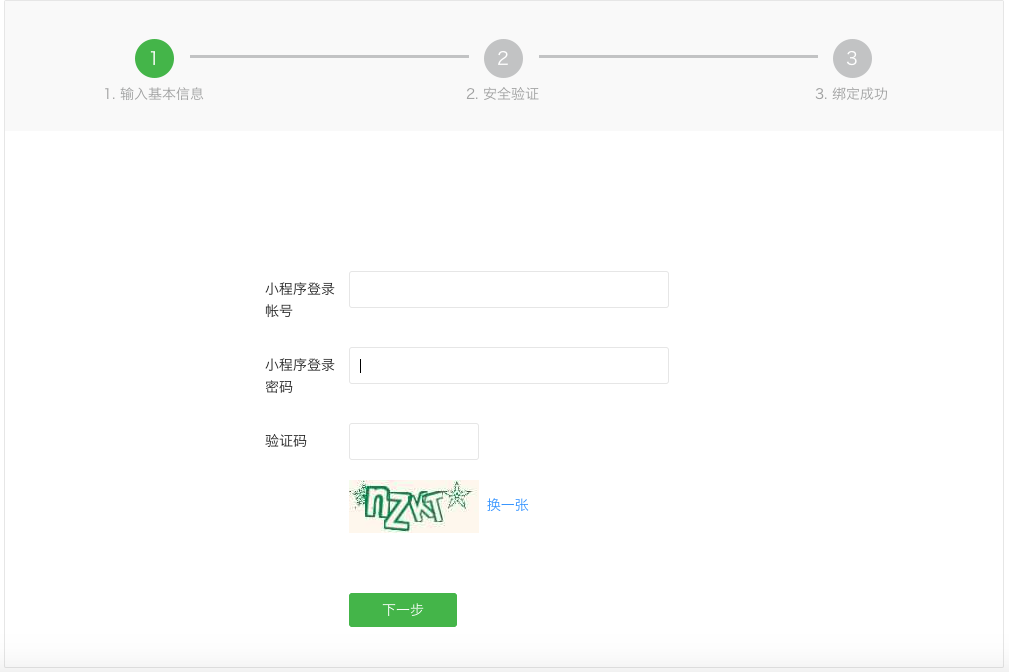 1
2
3
1. 输入基本信息
2. 安全验证
3. 绑定成功
小程序登录
帐号
小程序登录
密码
验证码
nZKT
换一张
下一步